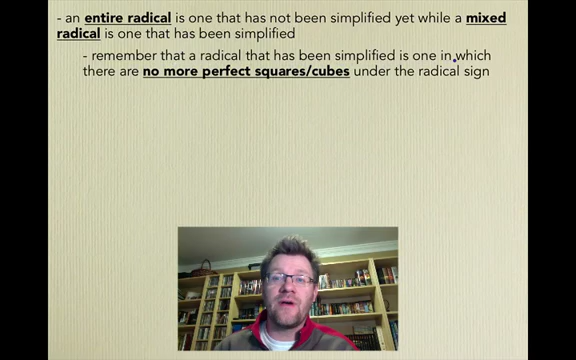 - an entire radical is one that has not been simplified yet while a mixed
radical is one that has been simplified
- remember that a radical that has been simplified is one in which
there are no more perfect squares/cubes under the radical sign